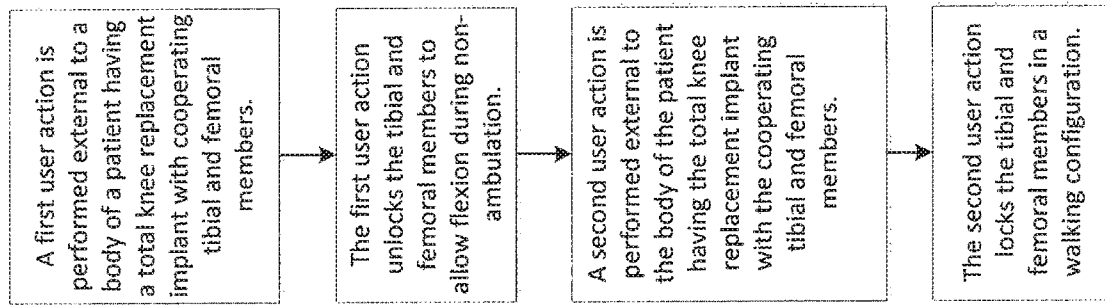 A first user action is
performed external to a
body of a patient having
a total knee replacement
implant with cooperating
tibial and femoral
members.
The first user action
unlocks the tibial and
femoral members to
allow flexion during non-
ambulation.
A second user action is
performed external to
the body of the patient
having the total knee
replacement implant
with the cooperating
tibial and femoral
members.
The second user action
locks the tibial and
femoral members in a
walking configuration.